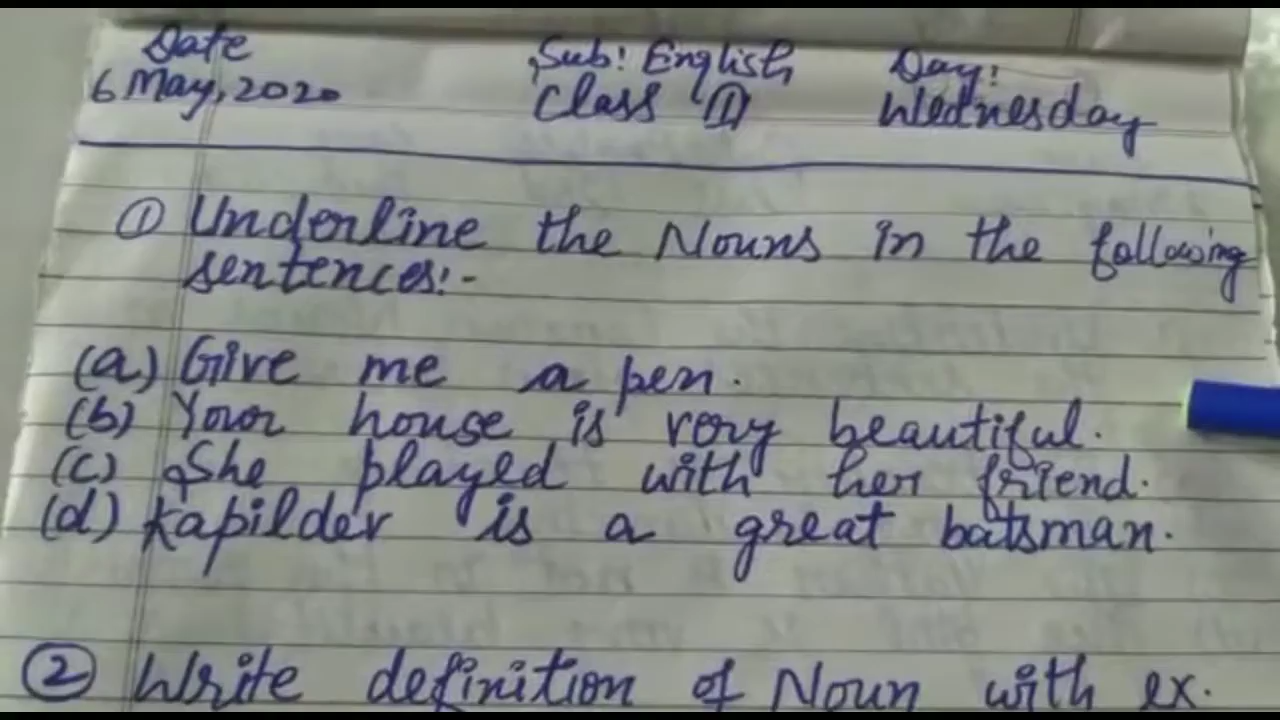 Date Sub: English Day:
6 May, 2020 Class II Wednesday
① Underline the Nouns in the following
sentences:-
(a) Give me a pen.
(b) Your house is very beautiful.
(c) She played with her friend.
(d) Kapildev is a great batsman.
② Write definition of Noun with ex.